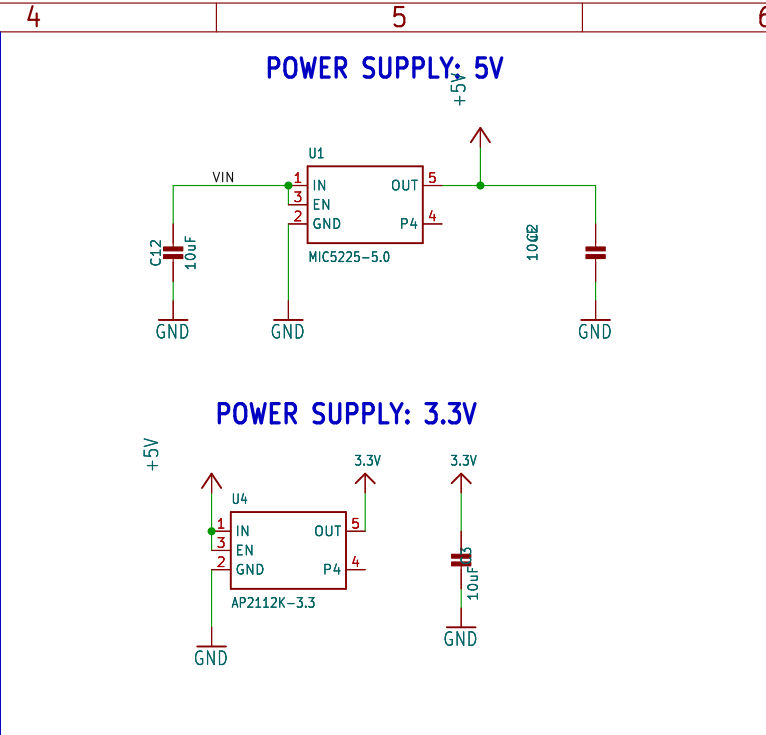 4 5 6
POWER SUPPLY: 5V
+5V
U1
VIN
1 IN OUT 5
3 EN
2 GND P4 4
C12 10uF
MIC5225-5.0
GND GND GND
POWER SUPPLY: 3.3V
+5V 3.3V 3.3V
U4
1 IN OUT 5
3 EN
2 GND P4 4
10uF
AP2112K-3.3
GND GND